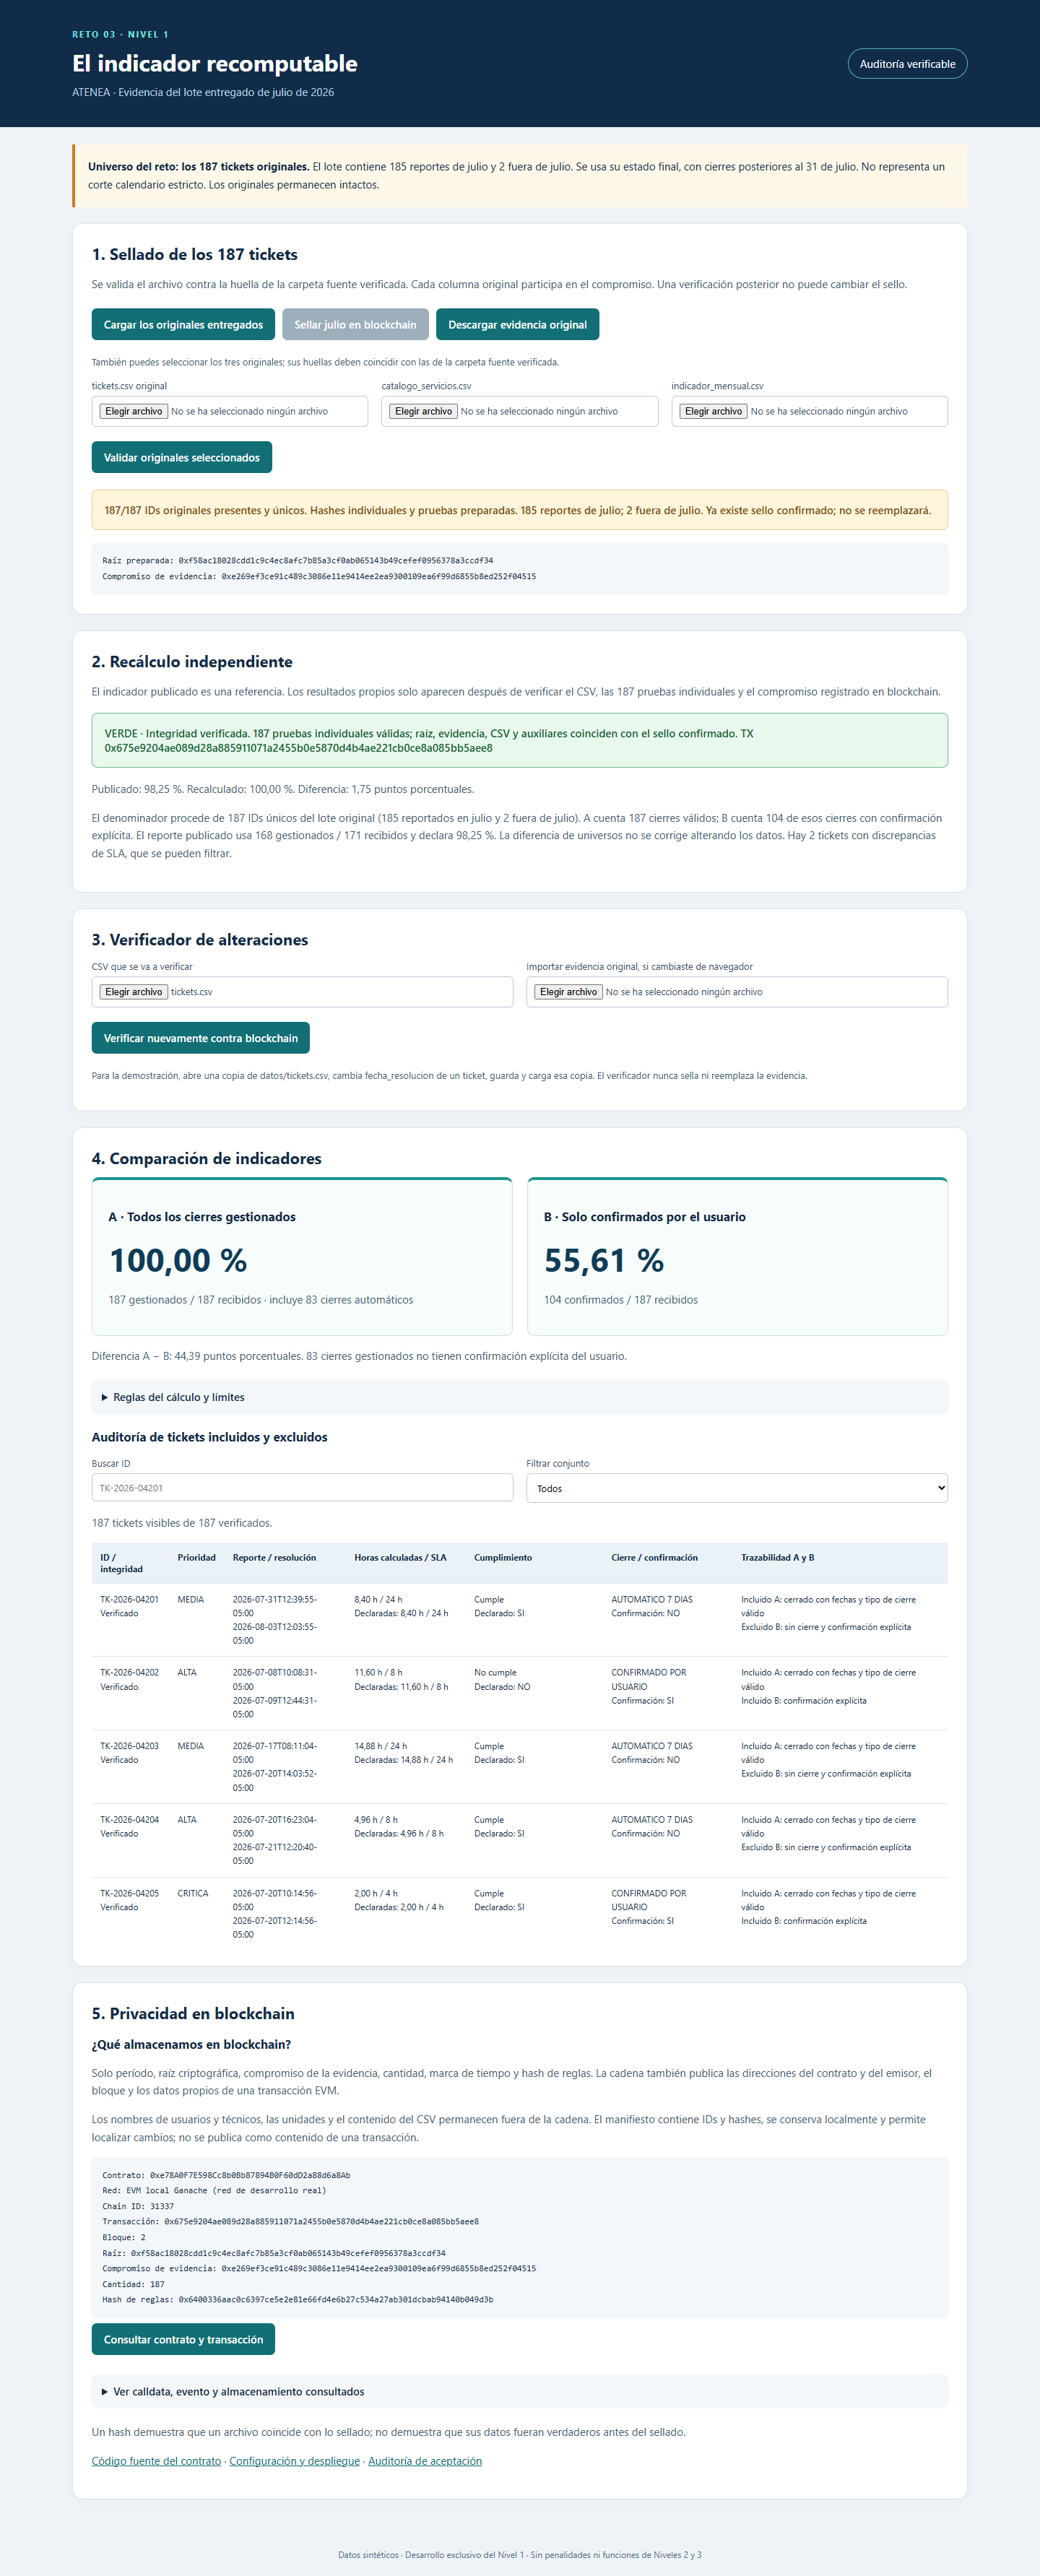 RETO 03 · NIVEL 1
El indicador recomputable
ATENEA · Evidencia del lote entregado de julio de 2026
Auditoría verificable
Universo del reto: los 187 tickets originales. El lote contiene 185 reportes de julio y 2 fuera de julio. Se usa su estado final, con cierres posteriores al 31 de julio. No representa un
corte calendario estricto. Los originales permanecen intactos.
1. Sellado de los 187 tickets
Se valida el archivo contra la huella de la carpeta fuente verificada. Cada columna original participa en el compromiso. Una verificación posterior no puede cambiar el sello.
Cargar los originales entregados
Sellar julio en blockchain
Descargar evidencia original
También puedes seleccionar los tres originales; sus huellas deben coincidir con las de la carpeta fuente verificada.
tickets.csv original
catalogo_servicios.csv
indicador_mensual.csv
Elegir archivo No se ha seleccionado ningún archivo
Elegir archivo No se ha seleccionado ningún archivo
Elegir archivo No se ha seleccionado ningún archivo
Validar originales seleccionados
187/187 IDs originales presentes y únicos. Hashes individuales y pruebas preparadas. 185 reportes de julio; 2 fuera de julio. Ya existe sello confirmado; no se reemplazará.
Raíz preparada: 0xf58ac18028cdd1c9c4ec8afc7b85a3cf0ab065143b49cefef0956378a3ccdf34
Compromiso de evidencia: 0xe269ef3ce91c489c3086e11e9414ee2ea9300109ea6f99d6855b8ed252f04515
2. Recálculo independiente
El indicador publicado es una referencia. Los resultados propios solo aparecen después de verificar el CSV, las 187 pruebas individuales y el compromiso registrado en blockchain.
VERDE · Integridad verificada. 187 pruebas individuales válidas; raíz, evidencia, CSV y auxiliares coinciden con el sello confirmado. TX
0x675e9204ae089d28a885911071a2455b0e5870d4b4ae221cb0ce8a085bb5aee8
Publicado: 98,25 %. Recalculado: 100,00 %. Diferencia: 1,75 puntos porcentuales.
El denominador procede de 187 IDs únicos del lote original (185 reportados en julio y 2 fuera de julio). A cuenta 187 cierres válidos; B cuenta 104 de esos cierres con confirmación
explícita. El reporte publicado usa 168 gestionados / 171 recibidos y declara 98,25 %. La diferencia de universos no se corrige alterando los datos. Hay 2 tickets con discrepancias
de SLA, que se pueden filtrar.
3. Verificador de alteraciones
CSV que se va a verificar
Importar evidencia original, si cambiaste de navegador
Elegir archivo tickets.csv
Elegir archivo No se ha seleccionado ningún archivo
Verificar nuevamente contra blockchain
Para la demostración, abre una copia de datos/tickets.csv, cambia fecha_resolucion de un ticket, guarda y carga esa copia. El verificador nunca sella ni reemplaza la evidencia.
4. Comparación de indicadores
A · Todos los cierres gestionados
100,00 %
187 gestionados / 187 recibidos · incluye 83 cierres automáticos
B · Solo confirmados por el usuario
55,61 %
104 confirmados / 187 recibidos
Diferencia A − B: 44,39 puntos porcentuales. 83 cierres gestionados no tienen confirmación explícita del usuario.
▶ Reglas del cálculo y límites
Auditoría de tickets incluidos y excluidos
Buscar ID
Filtrar conjunto
TK-2026-04201
Todos
187 tickets visibles de 187 verificados.
ID / integridad Prioridad Reporte / resolución Horas calculadas / SLA Cumplimiento Cierre / confirmación Trazabilidad A y B
TK-2026-04201 MEDIA 2026-07-31T12:39:55- 8,40 h / 24 h Cumple AUTOMATICO 7 DIAS Incluido A: cerrado con fechas y tipo de cierre
Verificado 05:00 Declaradas: 8,40 h / 24 h Declarado: SI Confirmación: NO válido
2026-08-03T12:03:55- Excluido B: sin cierre y confirmación explícita
05:00
TK-2026-04202 ALTA 2026-07-08T10:08:31- 11,60 h / 8 h No cumple CONFIRMADO POR Incluido A: cerrado con fechas y tipo de cierre
Verificado 05:00 Declaradas: 11,60 h / 8 h Declarado: NO USUARIO válido
2026-07-09T12:44:31- Confirmación: SI Incluido B: confirmación explícita
05:00
TK-2026-04203 MEDIA 2026-07-17T08:11:04- 14,88 h / 24 h Cumple AUTOMATICO 7 DIAS Incluido A: cerrado con fechas y tipo de cierre
Verificado 05:00 Declaradas: 14,88 h / 24 h Declarado: SI Confirmación: NO válido
2026-07-20T14:03:52- Excluido B: sin cierre y confirmación explícita
05:00
TK-2026-04204 ALTA 2026-07-20T16:23:04- 4,96 h / 8 h Cumple AUTOMATICO 7 DIAS Incluido A: cerrado con fechas y tipo de cierre
Verificado 05:00 Declaradas: 4,96 h / 8 h Declarado: SI Confirmación: NO válido
2026-07-21T12:20:40- Excluido B: sin cierre y confirmación explícita
05:00
TK-2026-04205 CRITICA 2026-07-20T10:14:56- 2,00 h / 4 h Cumple CONFIRMADO POR Incluido A: cerrado con fechas y tipo de cierre
Verificado 05:00 Declaradas: 2,00 h / 4 h Declarado: SI USUARIO válido
2026-07-20T12:14:56- Confirmación: SI Incluido B: confirmación explícita
05:00
5. Privacidad en blockchain
¿Qué almacenamos en blockchain?
Solo período, raíz criptográfica, compromiso de la evidencia, cantidad, marca de tiempo y hash de reglas. La cadena también publica las direcciones del contrato y del emisor, el
bloque y los datos propios de una transacción EVM.
Los nombres de usuarios y técnicos, las unidades y el contenido del CSV permanecen fuera de la cadena. El manifiesto contiene IDs y hashes, se conserva localmente y permite
localizar cambios; no se publica como contenido de una transacción.
Contrato: 0xe78A0F7E598Cc8b0Bb87894B0F60dD2a88d6a8Ab
Red: EVM local Ganache (red de desarrollo real)
Chain ID: 31337
Transacción: 0x675e9204ae089d28a885911071a2455b0e5870d4b4ae221cb0ce8a085bb5aee8
Bloque: 2
Raíz: 0xf58ac18028cdd1c9c4ec8afc7b85a3cf0ab065143b49cefef0956378a3ccdf34
Compromiso de evidencia: 0xe269ef3ce91c489c3086e11e9414ee2ea9300109ea6f99d6855b8ed252f04515
Cantidad: 187
Hash de reglas: 0x6400336aac0c6397ce5e2e81e66fd4e6b27c534a27ab301dcbab94140b049d3b
Consultar contrato y transacción
▶ Ver calldata, evento y almacenamiento consultados
Un hash demuestra que un archivo coincide con lo sellado; no demuestra que sus datos fueran verdaderos antes del sellado.
Código fuente del contrato · Configuración y despliegue · Auditoría de aceptación
Datos sintéticos · Desarrollo exclusivo del Nivel 1 · Sin penalidades ni funciones de Niveles 2 y 3